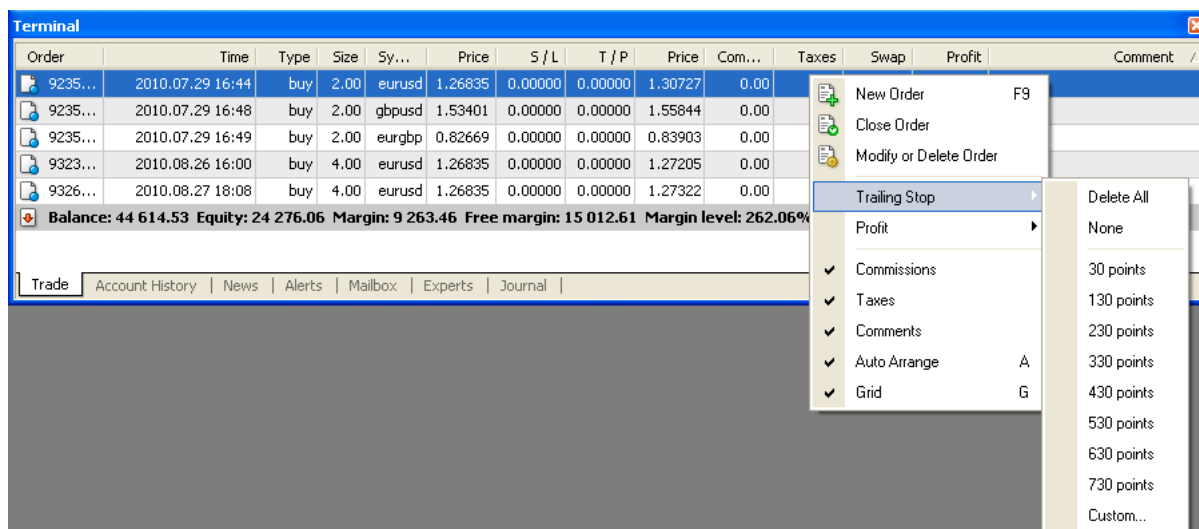 Terminal
Order Time Type Size Sy... Price S / L T / P Price Com... Taxes Swap Profit Comment /
9235... 2010.07.29 16:44 buy 2.00 eurusd 1.26835 0.00000 0.00000 1.30727 0.00
9235... 2010.07.29 16:48 buy 2.00 gbpusd 1.53401 0.00000 0.00000 1.55844 0.00
9235... 2010.07.29 16:49 buy 2.00 eurgbp 0.82669 0.00000 0.00000 0.83903 0.00
9323... 2010.08.26 16:00 buy 4.00 eurusd 1.26835 0.00000 0.00000 1.27205 0.00
9326... 2010.08.27 18:08 buy 4.00 eurusd 1.26835 0.00000 0.00000 1.27322 0.00
Balance: 44 614.53 Equity: 24 276.06 Margin: 9 263.46 Free margin: 15 012.61 Margin level: 262.06%
Trade | Account History | News | Alerts | Mailbox | Experts | Journal |
New Order F9
Close Order
Modify or Delete Order
Trailing Stop
Profit
Commissions
Taxes
Comments
Auto Arrange A
Grid G
Delete All
None
30 points
130 points
230 points
330 points
430 points
530 points
630 points
730 points
Custom...